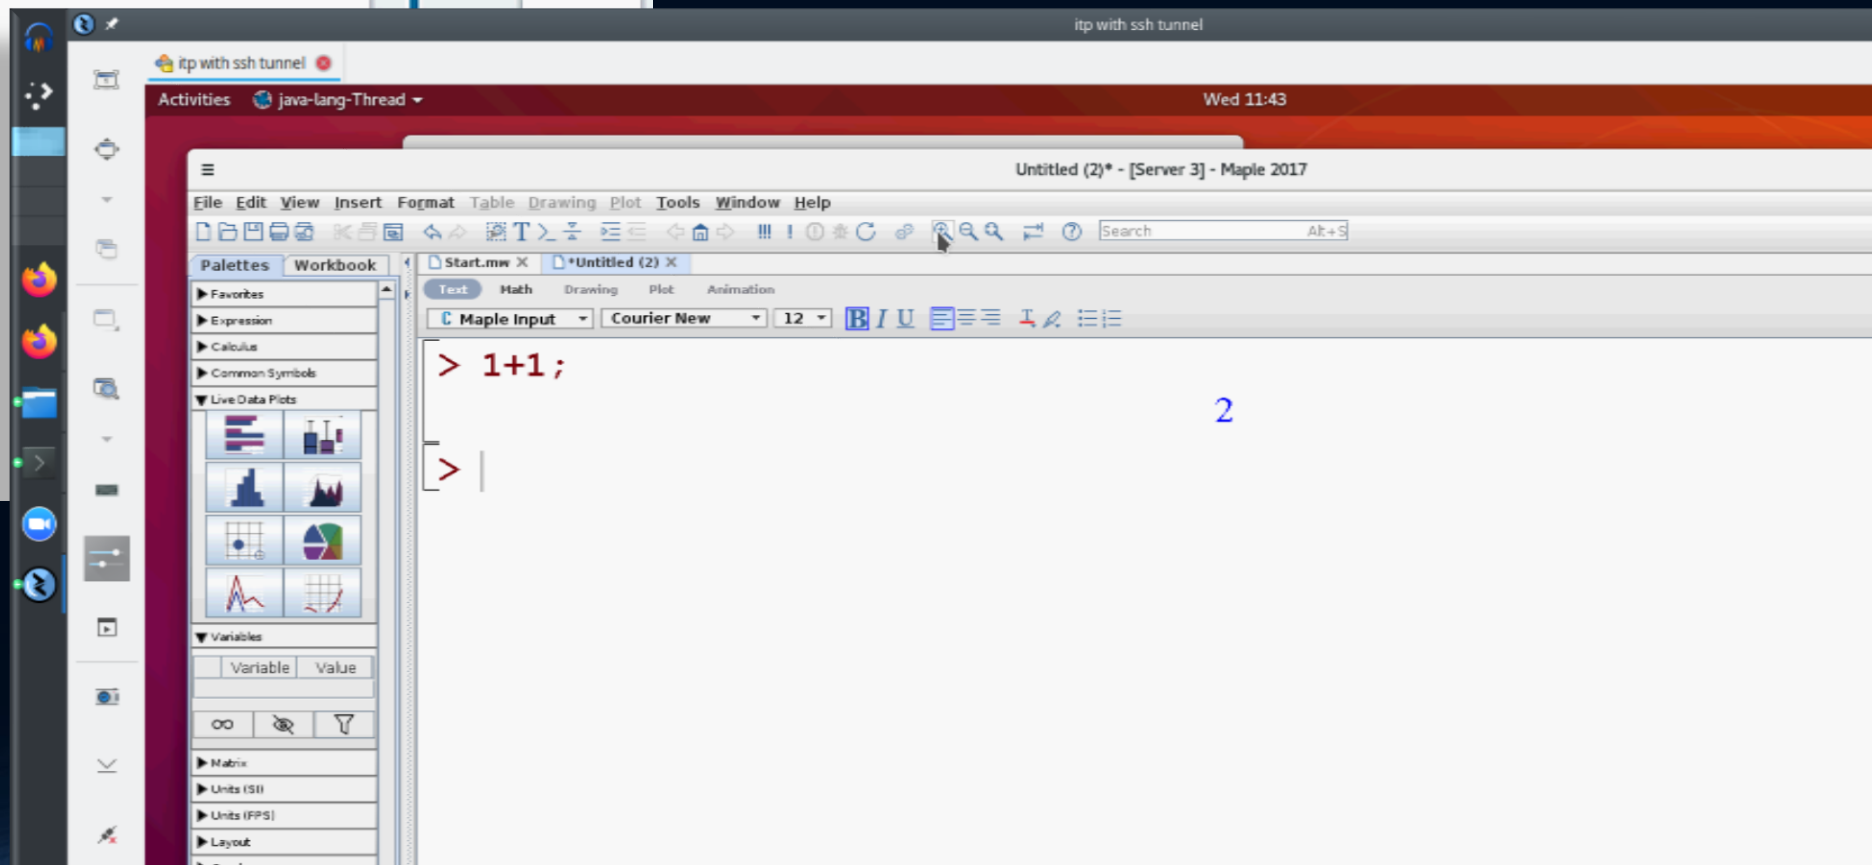 itp with ssh tunnel
itp with ssh tunnel
Activities java-lang-Thread Wed 11:43
Untitled (2)* - [Server 3] - Maple 2017
File Edit View Insert Format Table Drawing Plot Tools Window Help
Search Alt+S
Palettes Workbook Start.mw *Untitled (2)
Text Math Drawing Plot Animation
C Maple Input Courier New 12 B I U
Favorites
Expression
Calculus
Common Symbols
Live Data Plots
> 1+1;
2
>
Variables
Variable Value
Matrix
Units (SI)
Units (FPS)
Layout